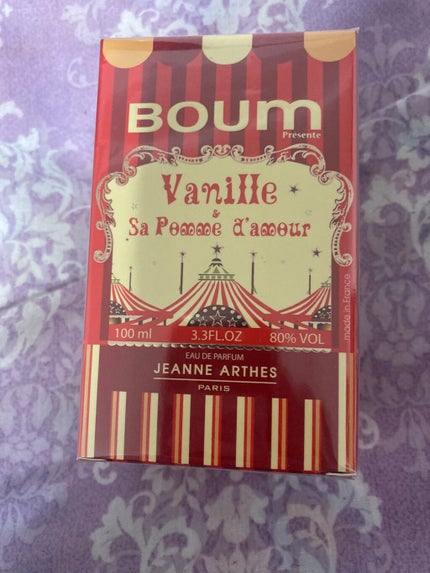 BOUM
Présente
Vanille
&
Sa Pomme d'amour
100 ml 3.3FL.OZ 80% VOL
made in France
EAU DE PARFUM
JEANNE ARTHES
PARIS